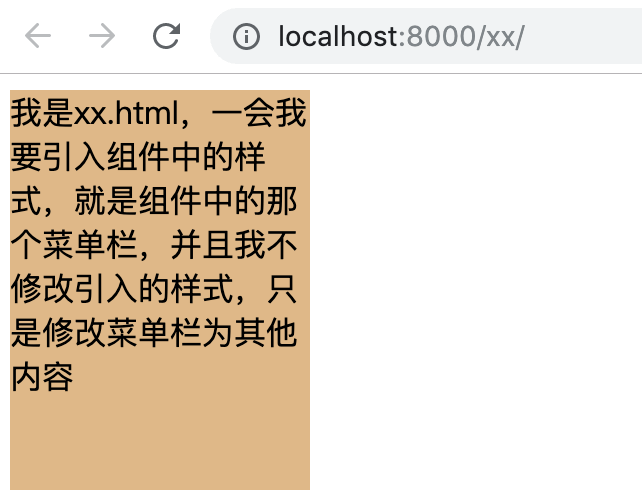 localhost:8000/xx/
我是xx.html，一会我
要引入组件中的样
式，就是组件中的那
个菜单栏，并且我不
修改引入的样式，只
是修改菜单栏为其他
内容